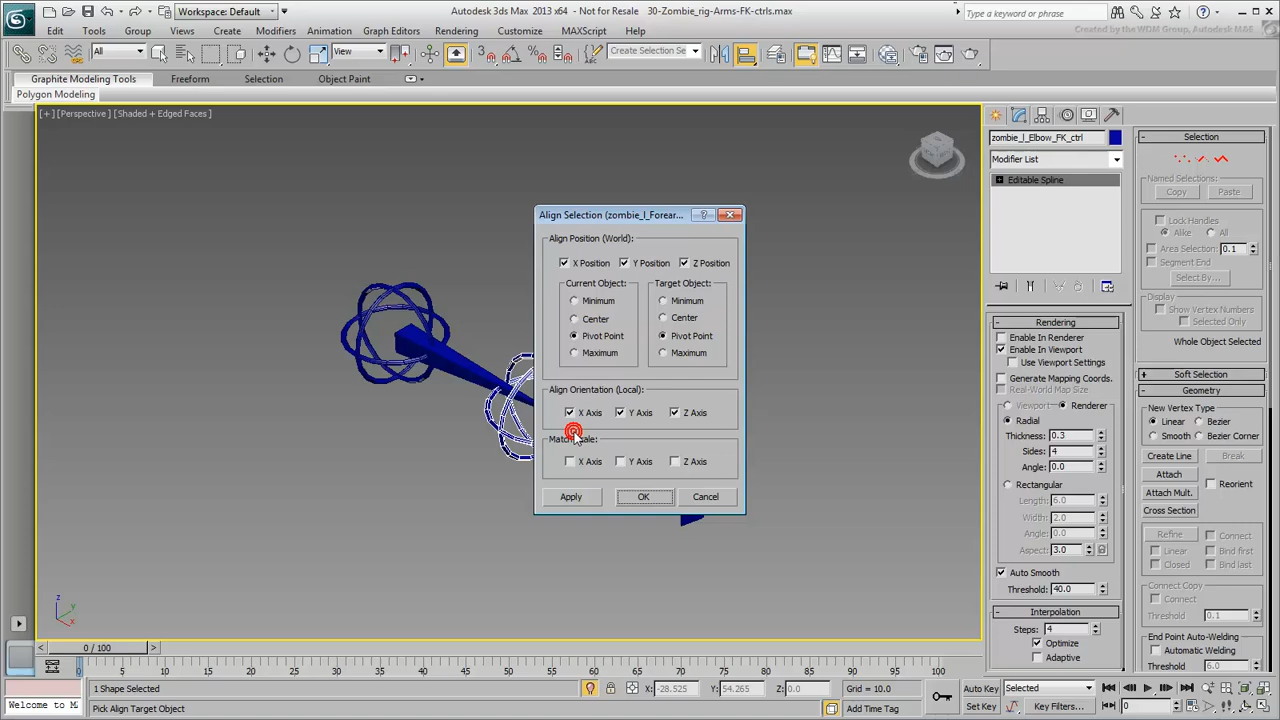 Workspace: Default
Autodesk 3ds Max 2013 x64 - Not for Resale 30-Zombie_rig-Arms-FK-ctrls.max
Type a keyword or phrase
Created by the WDM Group, Autodesk M&E
Edit Tools Group Views Create Modifiers Animation Graph Editors Rendering Customize MAXScript Help
All View Create Selection Se
Graphite Modeling Tools Freeform Selection Object Paint
Polygon Modeling
[+] [Perspective] [Shaded + Edged Faces]
zombie_l_Elbow_FK_ctrl
Modifier List
Editable Spline
Rendering
Enable In Renderer
Enable In Viewport
Use Viewport Settings
Generate Mapping Coords.
Real-World Map Size
Viewport Renderer
Radial
Thickness: 0.3
Sides: 4
Angle: 0.0
Rectangular
Length: 6.0
Width: 2.0
Angle: 0.0
Aspect: 3.0
Auto Smooth
Threshold: 40.0
Interpolation
Steps: 4
Optimize
Adaptive
Selection
Named Selections:
Copy Paste
Lock Handles
Alike All
Area Selection: 0.1
Segment End
Select By...
Display
Show Vertex Numbers
Selected Only
Whole Object Selected
Soft Selection
Geometry
New Vertex Type
Linear Bezier
Smooth Bezier Corner
Create Line Break
Attach Reorient
Attach Mult.
Cross Section
Refine Connect
Linear Bind first
Closed Bind last
Connect Copy
Connect
Threshold 0.1
End Point Auto-Welding
Automatic Welding
Threshold 6.0
Align Selection (zombie_l_Forear...
Align Position (World):
X Position Y Position Z Position
Current Object: Target Object:
Minimum Minimum
Center Center
Pivot Point Pivot Point
Maximum Maximum
Align Orientation (Local):
X Axis Y Axis Z Axis
X Axis Y Axis Z Axis
Apply OK Cancel
z
y
x
0 / 100
0 5 10 15 20 25 30 35 40 45 50 55 60 65 70 75 80 85 90 95 100
1 Shape Selected X: -28.525 Y: 54.265 Z: 0.0 Grid = 10.0 Auto Key Selected
Welcome to M
Pick Align Target Object Add Time Tag Set Key Key Filters... 0